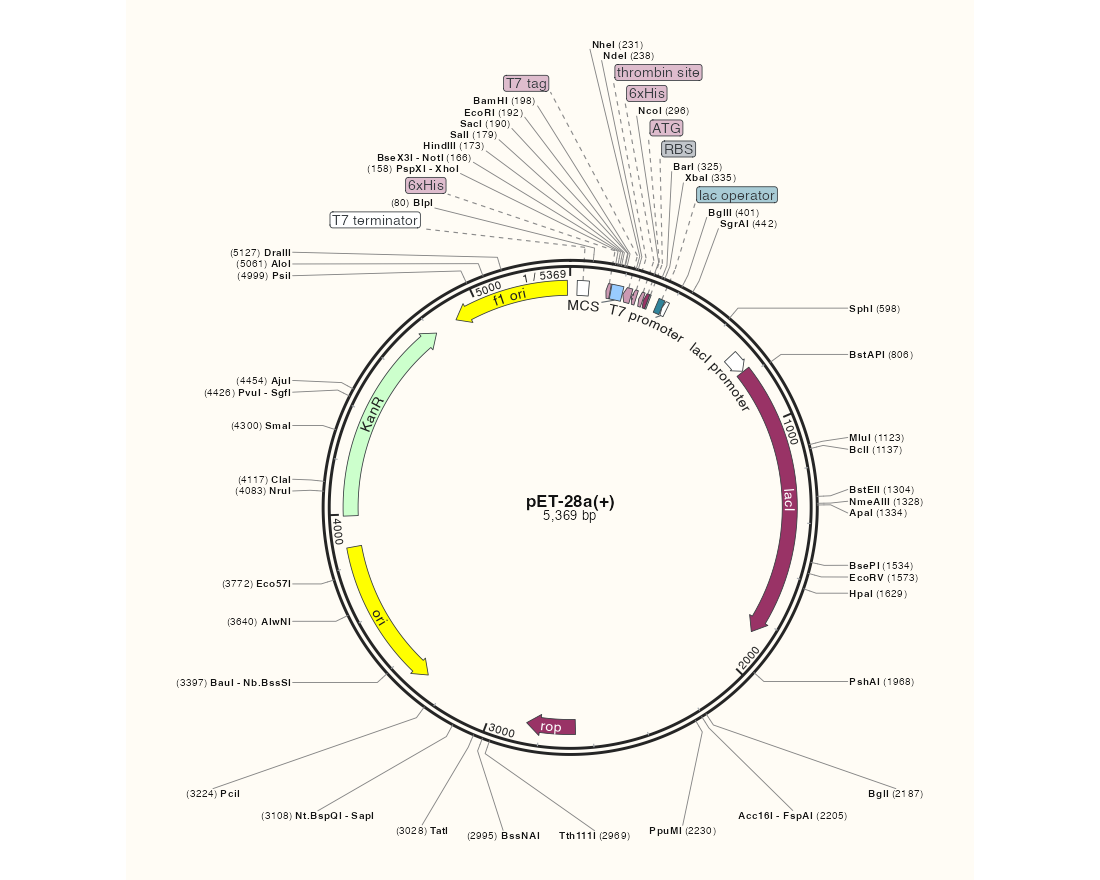 NheI (231)
NdeI (238)
thrombin site
6xHis
NcoI (296)
ATG
RBS
BarI (325)
XbaI (335)
lac operator
BglII (401)
SgrAI (442)
T7 tag
BamHI (198)
EcoRI (192)
SacI (190)
SalI (179)
HindIII (173)
BseX3I - NotI (166)
(158) PspXI - XhoI
6xHis
(80) BlpI
T7 terminator
(5127) DraIII
(5061) AloI
(4999) PsiI
(4454) AjuI
(4426) PvuI - SgfI
(4300) SmaI
(4117) ClaI
(4083) NruI
(3772) Eco57I
(3640) AlwNI
(3397) BauI - Nb.BssSI
(3224) PciI
(3108) Nt.BspQI - SapI
(3028) TatI
(2995) BssNAI
Tth111I (2969)
PpuMI (2230)
Acc16I - FspAI (2205)
BglI (2187)
PshAI (1968)
HpaI (1629)
EcoRV (1573)
BsePI (1534)
ApaI (1334)
NmeAIII (1328)
BstEII (1304)
BclI (1137)
MluI (1123)
BstAPI (806)
SphI (598)
1 / 5369
5000
f1 ori
MCS
T7 promoter
lacI promoter
1000
lacI
2000
rop
3000
ori
4000
KanR
pET-28a(+)
5,369 bp